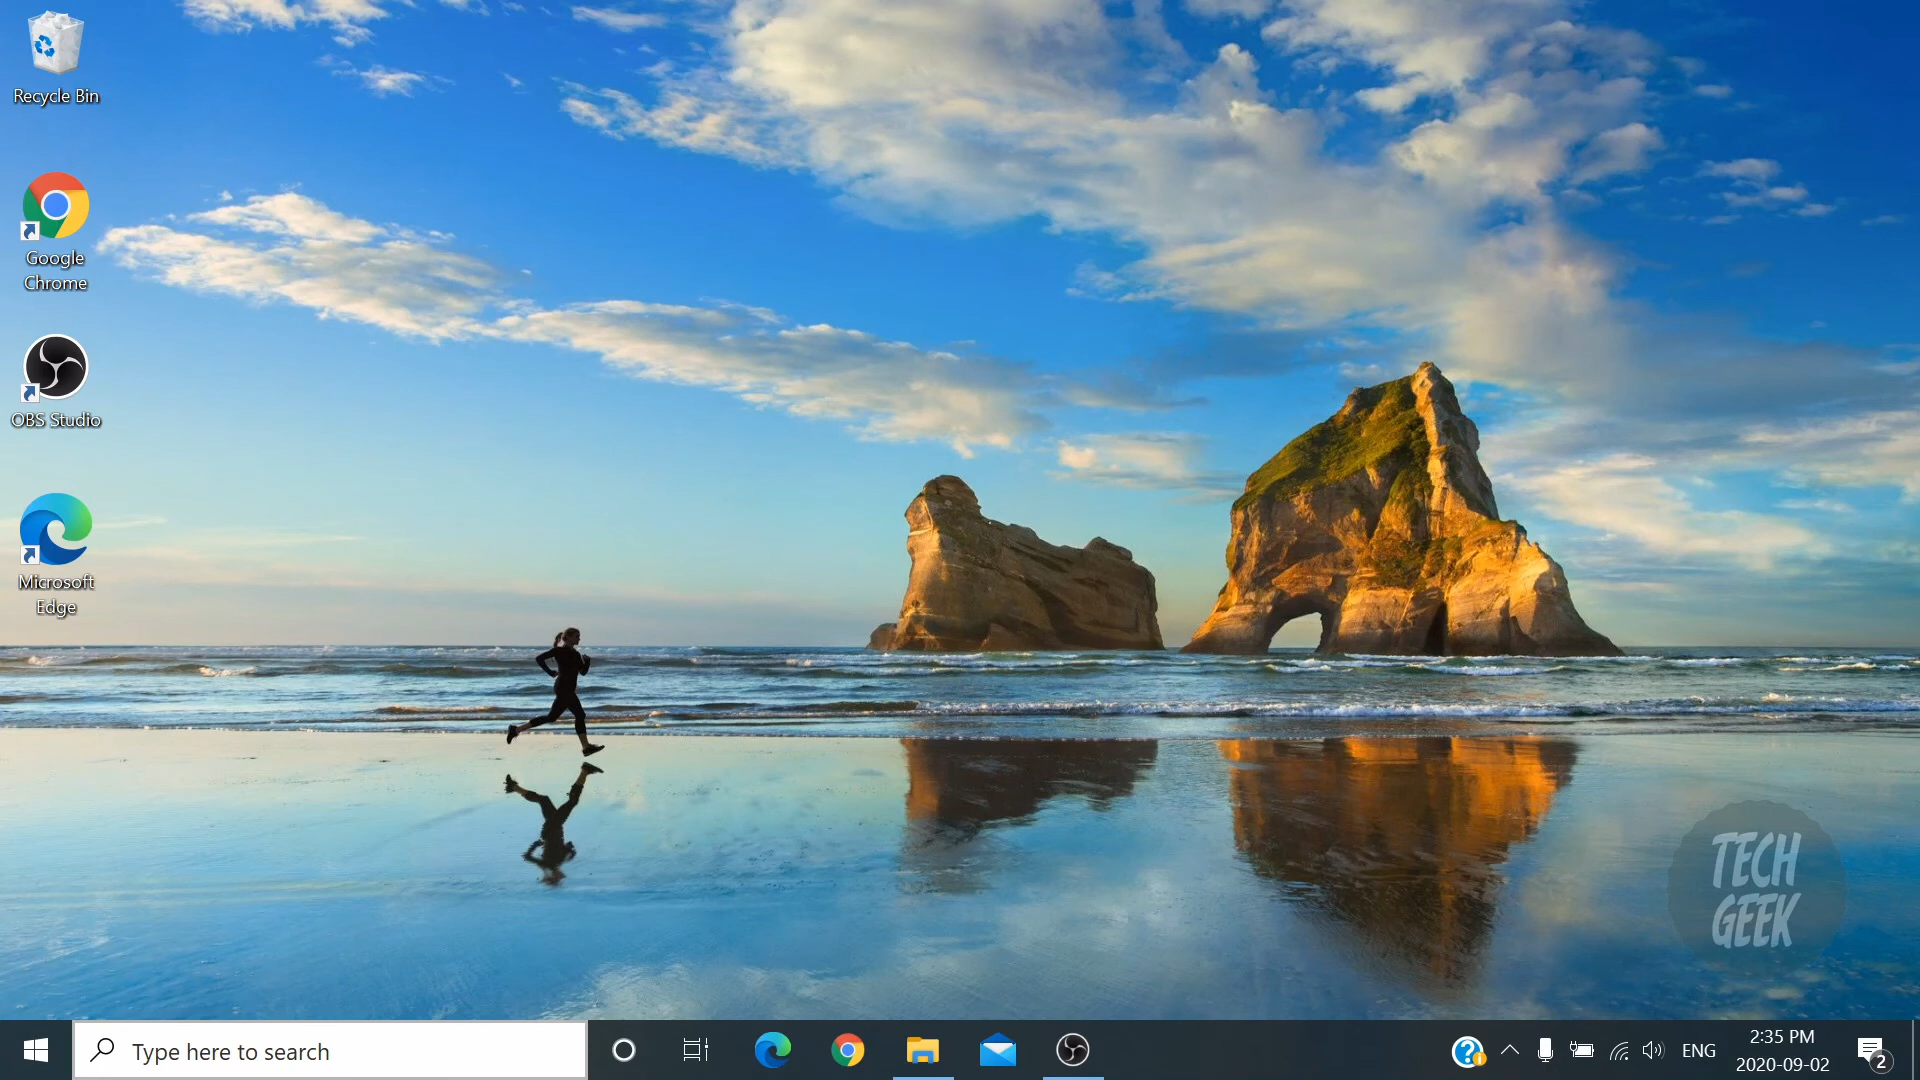 Recycle Bin
Google
Chrome
OBS Studio
Microsoft
Edge
TECH
GEEK
Type here to search
ENG
2:35 PM
2020-09-02
2